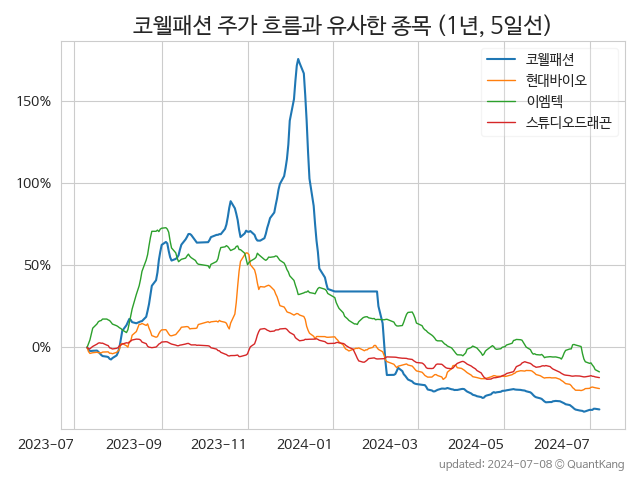 코웰패션 주가 흐름과 유사한 종목 (1년, 5일선)
코웰패션
현대바이오
이엠텍
스튜디오드래곤
150%
100%
50%
0%
2023-07 2023-09 2023-11 2024-01 2024-03 2024-05 2024-07
updated: 2024-07-08 © QuantKang